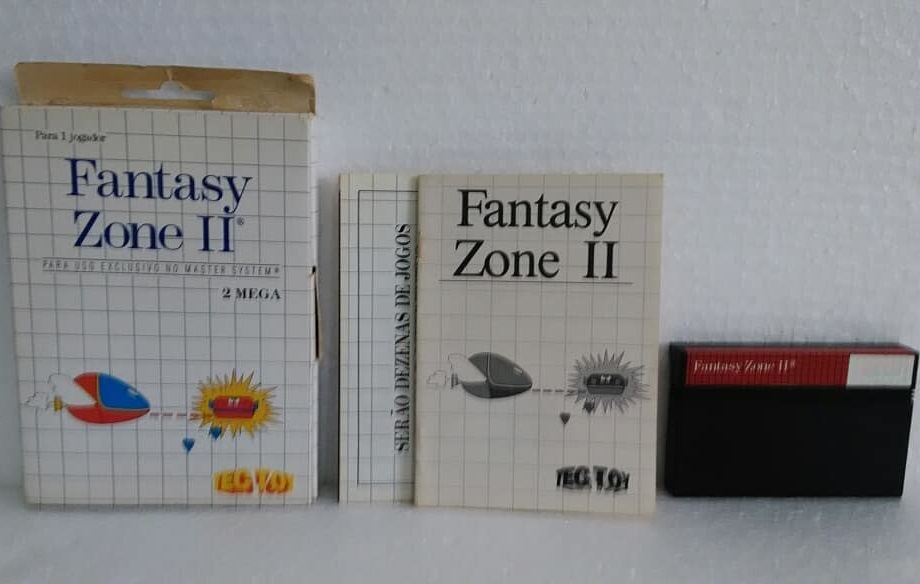 Para 1 jogador
Fantasy
Zone II®
PARA USO EXCLUSIVO NO MASTER SYSTEM®
2 MEGA
TEC TOY
SERÃO DEZENAS DE JOGOS
Fantasy
Zone II
TEC TOY
Fantasy Zone II®